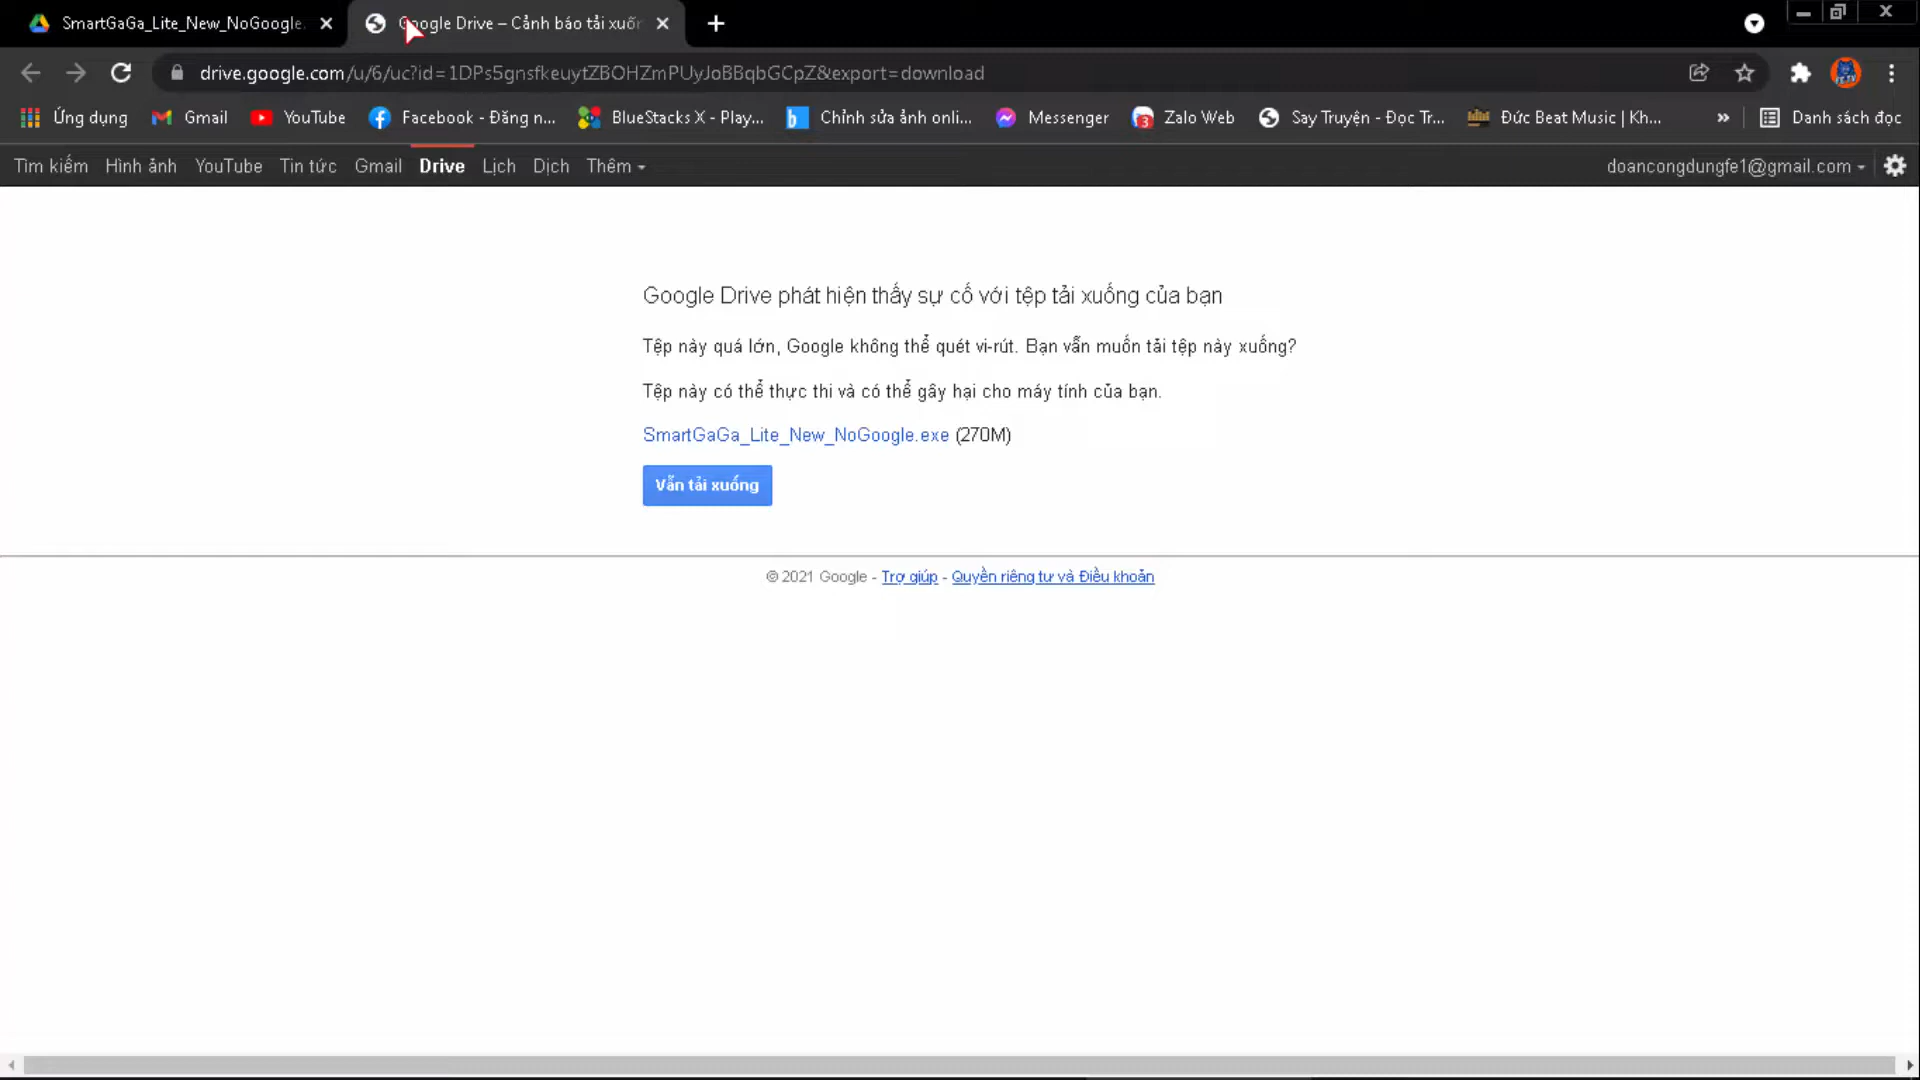 SmartGaGa_Lite_New_NoGoogle.
Google Drive – Cảnh báo tải xuốn
drive.google.com/u/6/uc?id=1DPs5gnsfkeuytZBOHZmPUyJoBBqbGCpZ&export=download
Ứng dụng Gmail YouTube Facebook - Đăng n... BlueStacks X - Play... Chỉnh sửa ảnh onli... Messenger Zalo Web Say Truyện - Đọc Tr... Đức Beat Music | Kh... » Danh sách đọc
Tìm kiếm Hình ảnh YouTube Tin tức Gmail Drive Lịch Dịch Thêm doancongdungfe1@gmail.com
Google Drive phát hiện thấy sự cố với tệp tải xuống của bạn
Tệp này quá lớn, Google không thể quét vi-rút. Bạn vẫn muốn tải tệp này xuống?
Tệp này có thể thực thi và có thể gây hại cho máy tính của bạn.
SmartGaGa_Lite_New_NoGoogle.exe (270M)
Vẫn tải xuống
© 2021 Google - Trợ giúp - Quyền riêng tư và Điều khoản